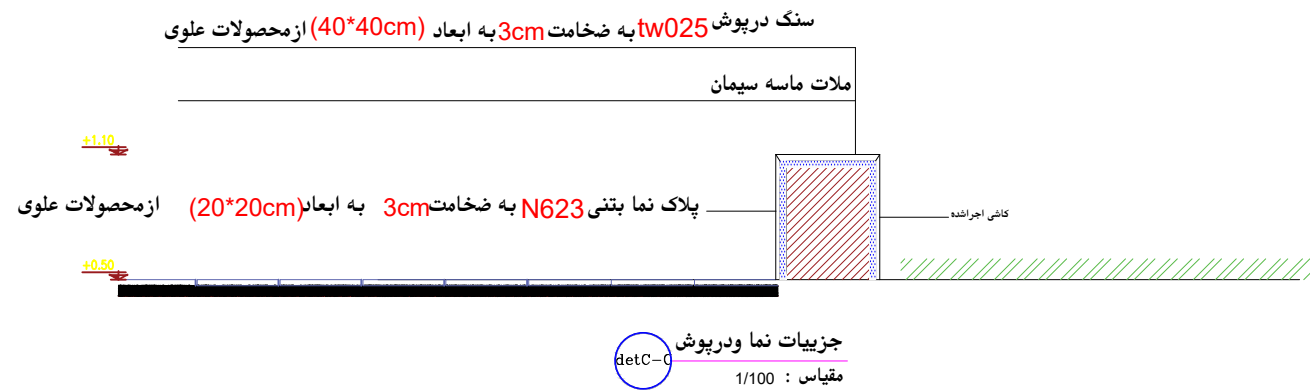 سنگ درپوش tw025 به ضخامت 3cm به ابعاد (40*40cm) ازمحصولات علوی
ملات ماسه سیمان
+1.10
پلاک نما بتنی N623 به ضخامت 3cm به ابعاد (20*20cm) ازمحصولات علوی
کاشی اجراشده
+0.50
جزییات نما ودرپوش
detC-C
مقیاس : 1/100